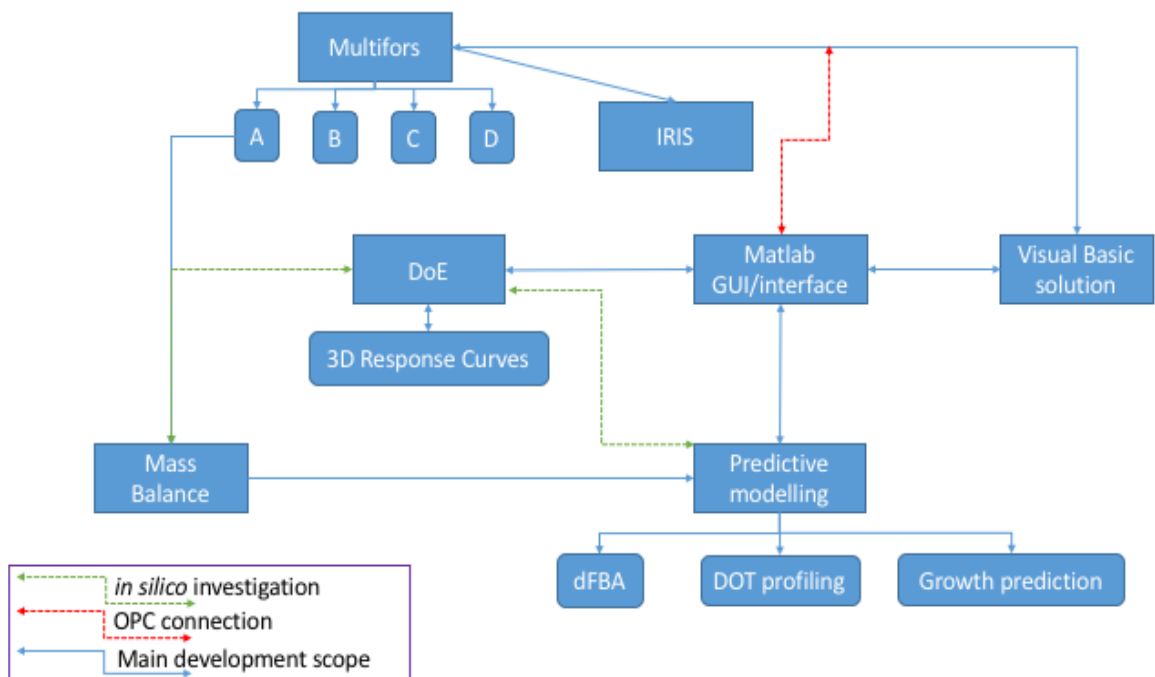 Multifors
A
B
C
D
IRIS
DoE
Matlab
GUI/interface
Visual Basic
solution
3D Response Curves
Mass
Balance
Predictive
modelling
dFBA
DOT profiling
Growth prediction
in silico investigation
OPC connection
Main development scope